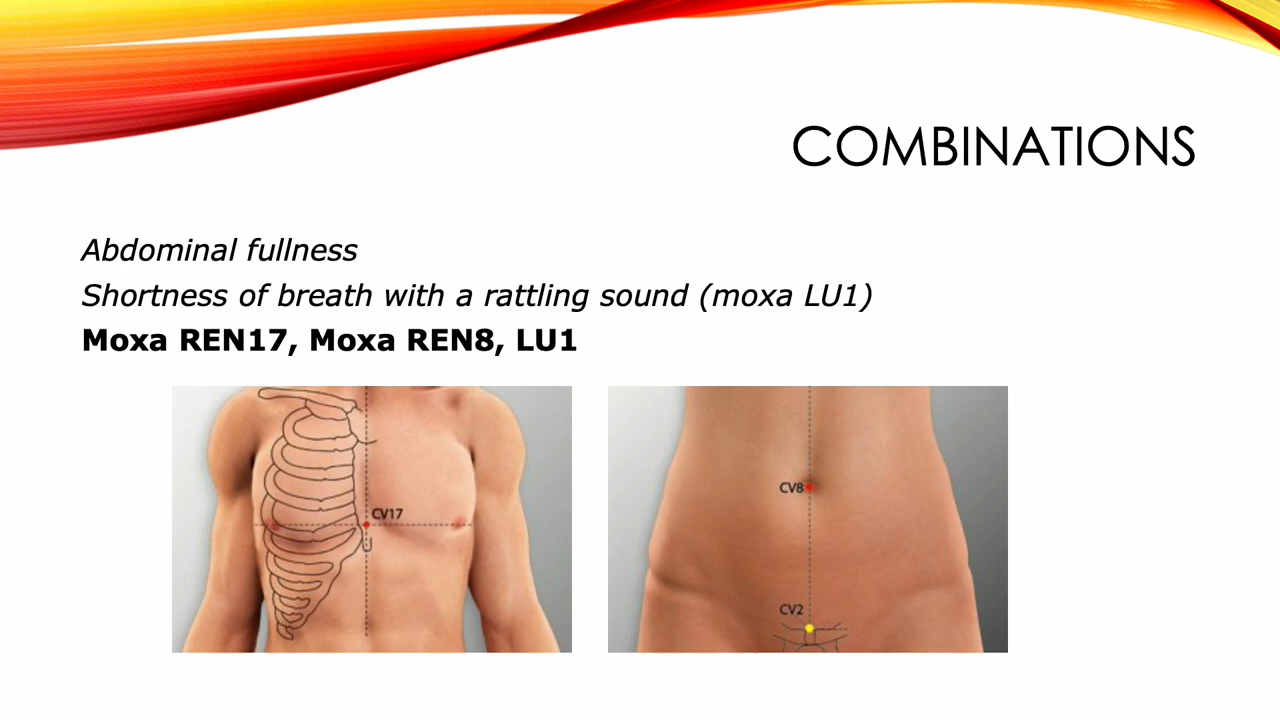 COMBINATIONS
Abdominal fullness
Shortness of breath with a rattling sound (moxa LU1)
Moxa REN17, Moxa REN8, LU1
CV17
CV8
CV2